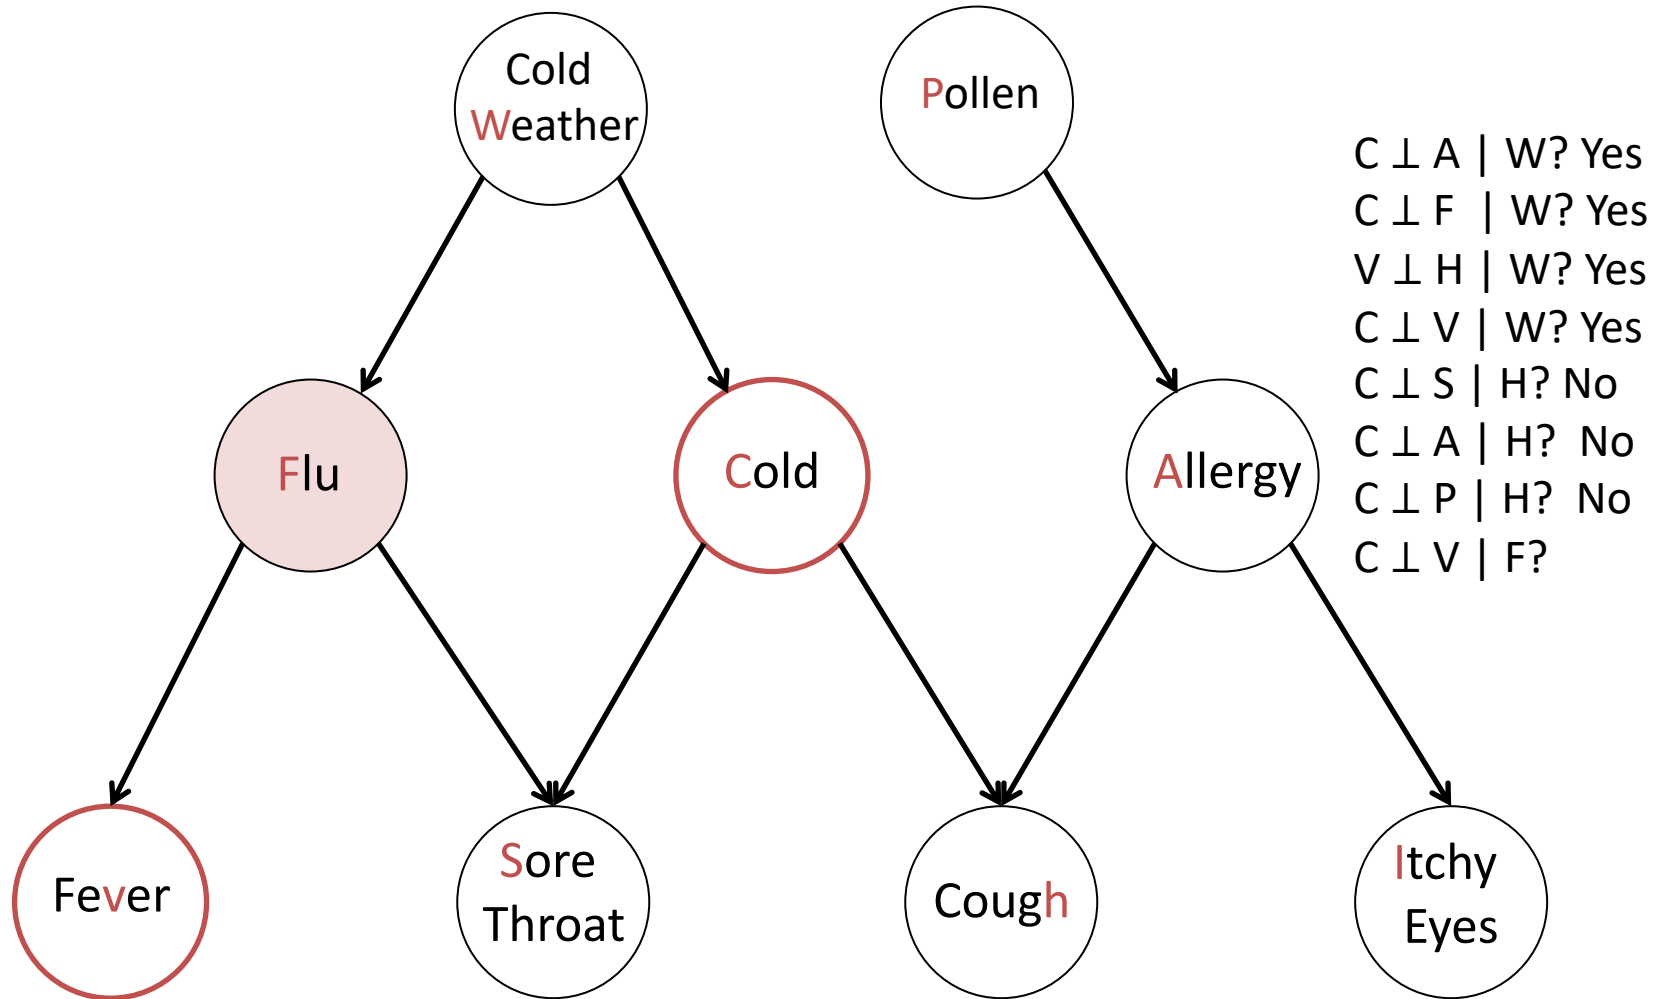 Cold
Weather
Pollen
C ⊥ A | W? Yes
C ⊥ F | W? Yes
V ⊥ H | W? Yes
C ⊥ V | W? Yes
C ⊥ S | H? No
C ⊥ A | H? No
C ⊥ P | H? No
C ⊥ V | F?
Flu
Cold
Allergy
Fever
Sore
Throat
Cough
Itchy
Eyes